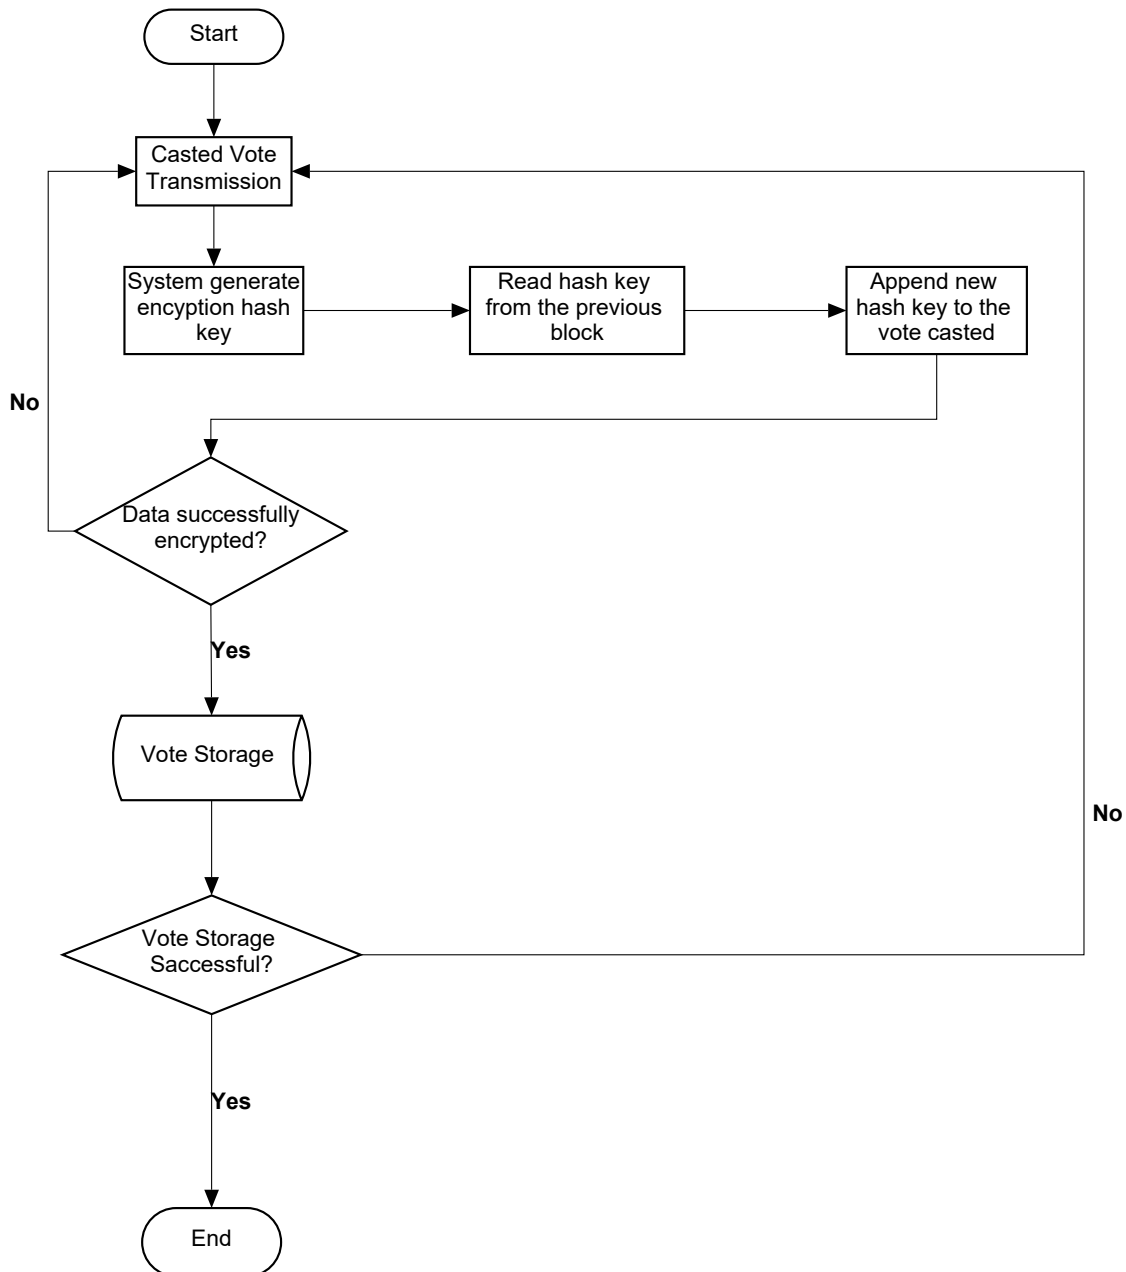 Start
Casted Vote
Transmission
System generate
encyption hash
key
Read hash key
from the previous
block
Append new
hash key to the
vote casted
No
Data successfully
encrypted?
Yes
Vote Storage
No
Vote Storage
Saccessful?
Yes
End